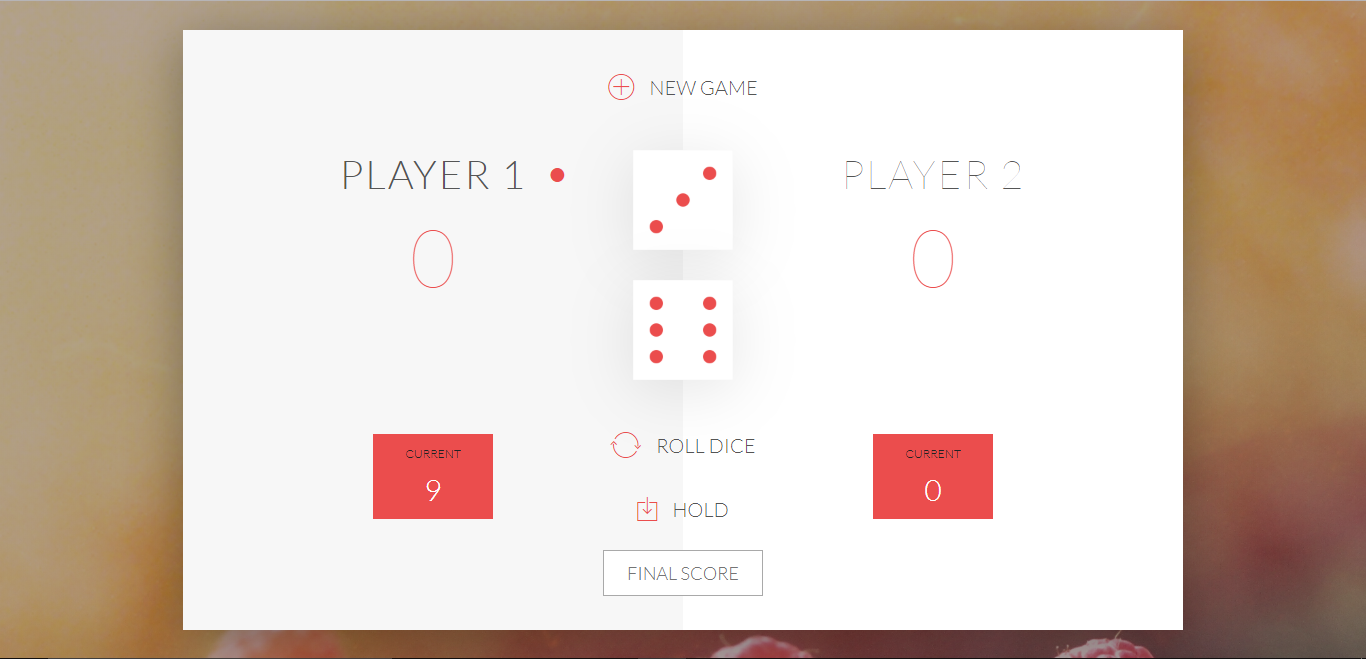 NEW GAME
PLAYER 1
PLAYER 2
0
0
CURRENT
9
ROLL DICE
HOLD
CURRENT
0
FINAL SCORE